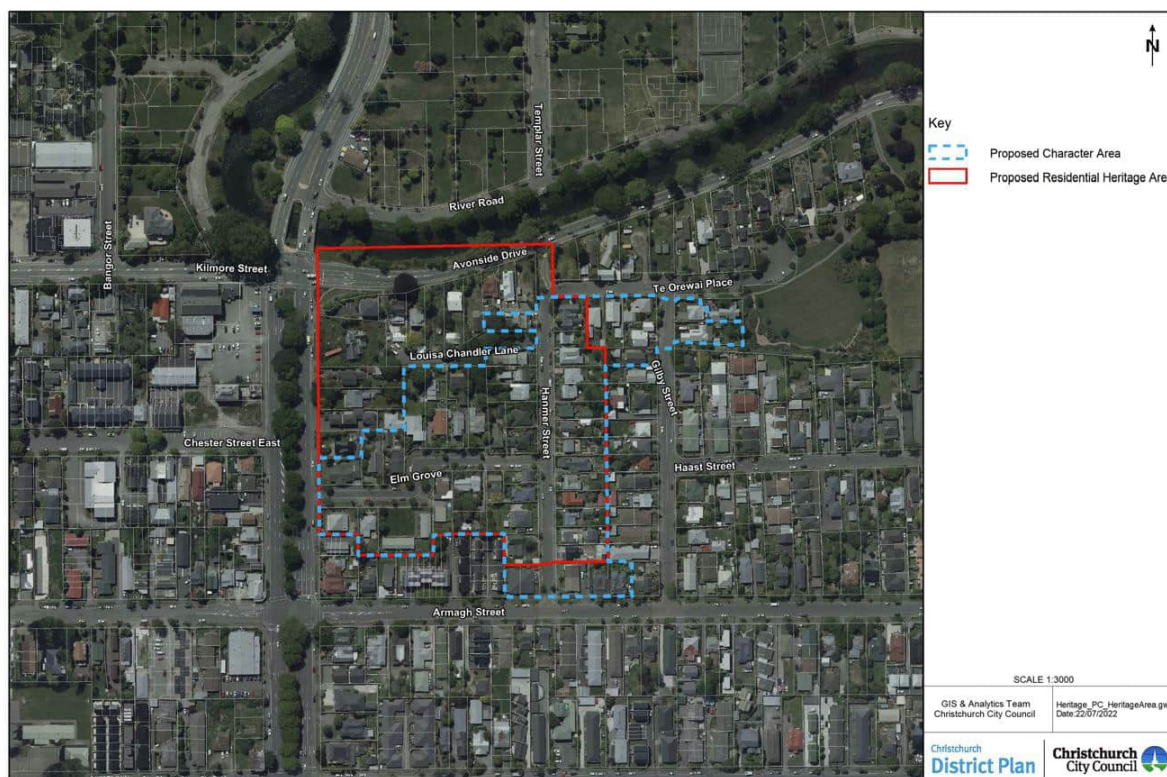 N
Key
Proposed Character Area
Proposed Residential Heritage Are
Templar Street
River Road
Bangor Street
Kilmore Street
Avonside Drive
Te Orewai Place
Louisa Chandler Lane
Hanmer Street
Gilby Street
Chester Street East
Elm Grove
Haast Street
Armagh Street
SCALE 1:3000
GIS & Analytics Team
Christchurch City Council
Heritage_PC_HeritageArea.gw
Date:22/07/2022
Christchurch
District Plan
Christchurch
City Council